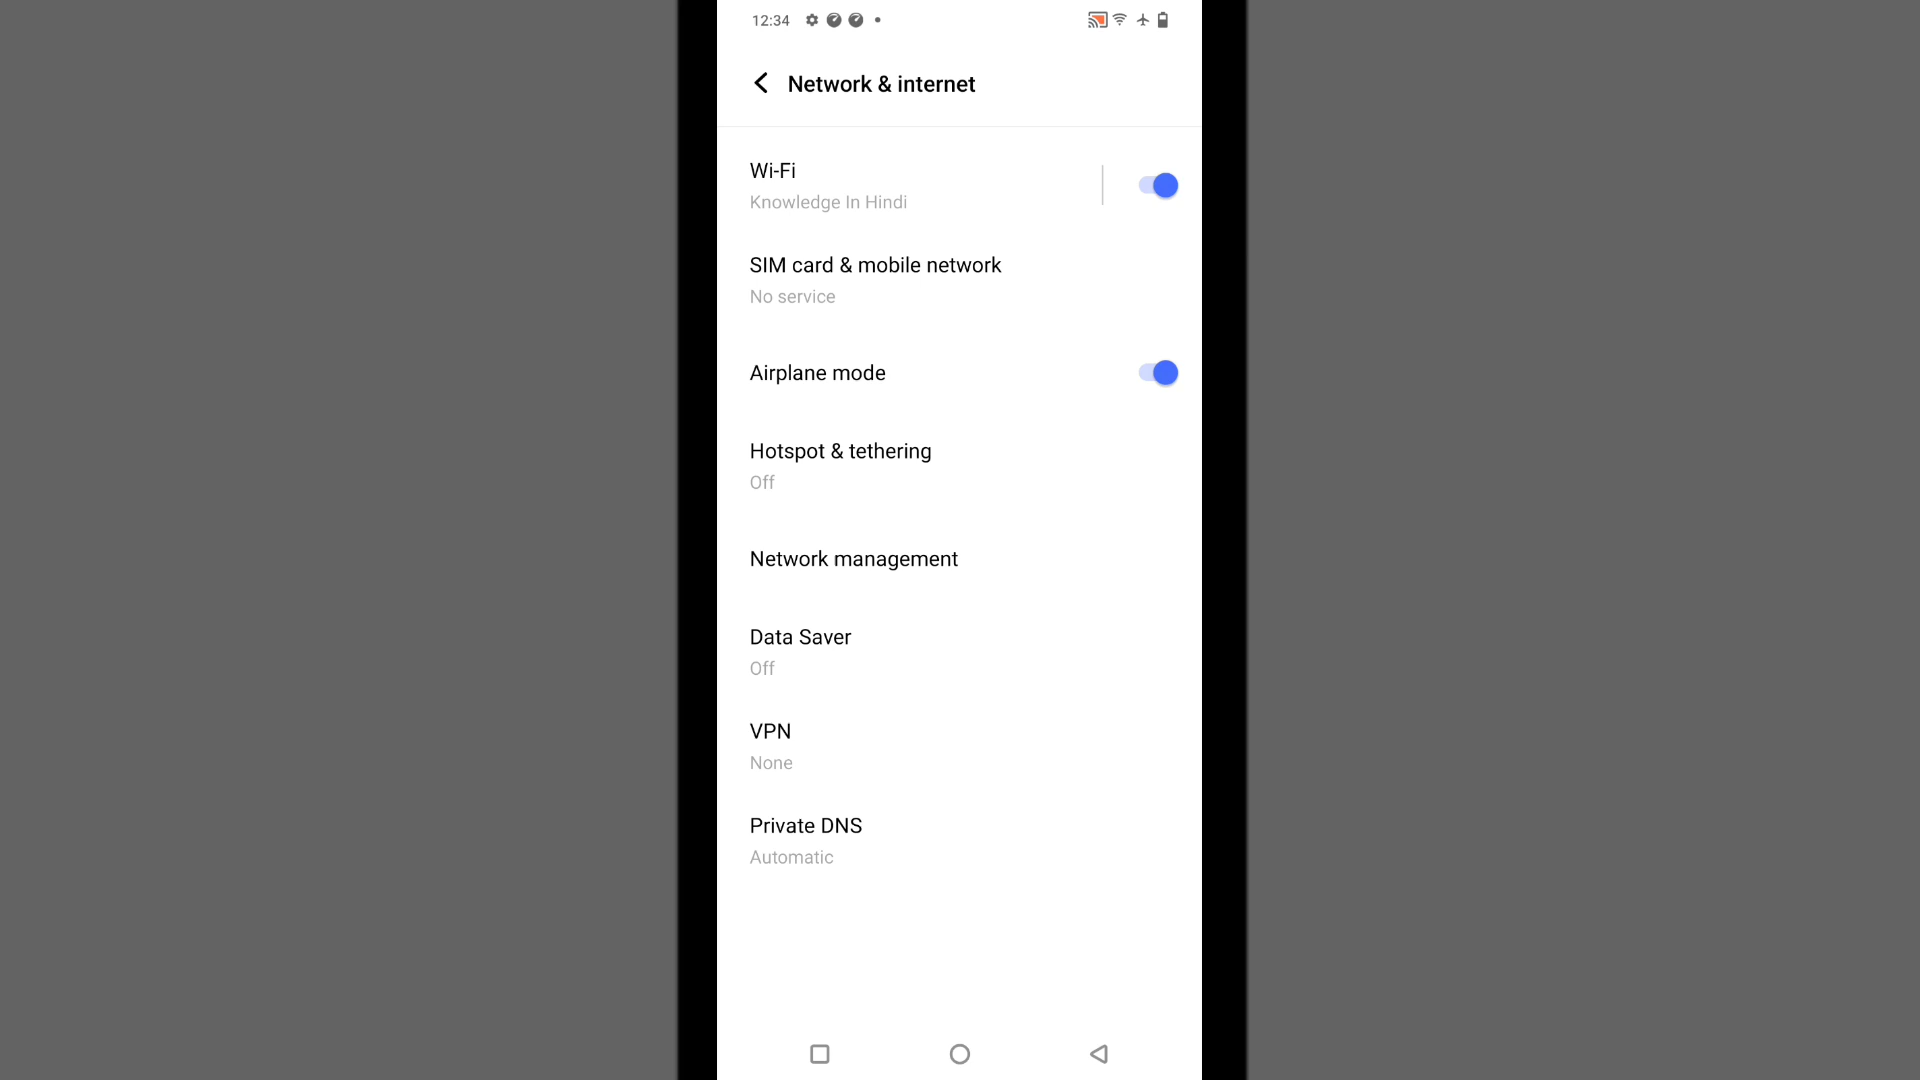 12:34
Network & internet
Wi-Fi
Knowledge In Hindi
SIM card & mobile network
No service
Airplane mode
Hotspot & tethering
Off
Network management
Data Saver
Off
VPN
None
Private DNS
Automatic